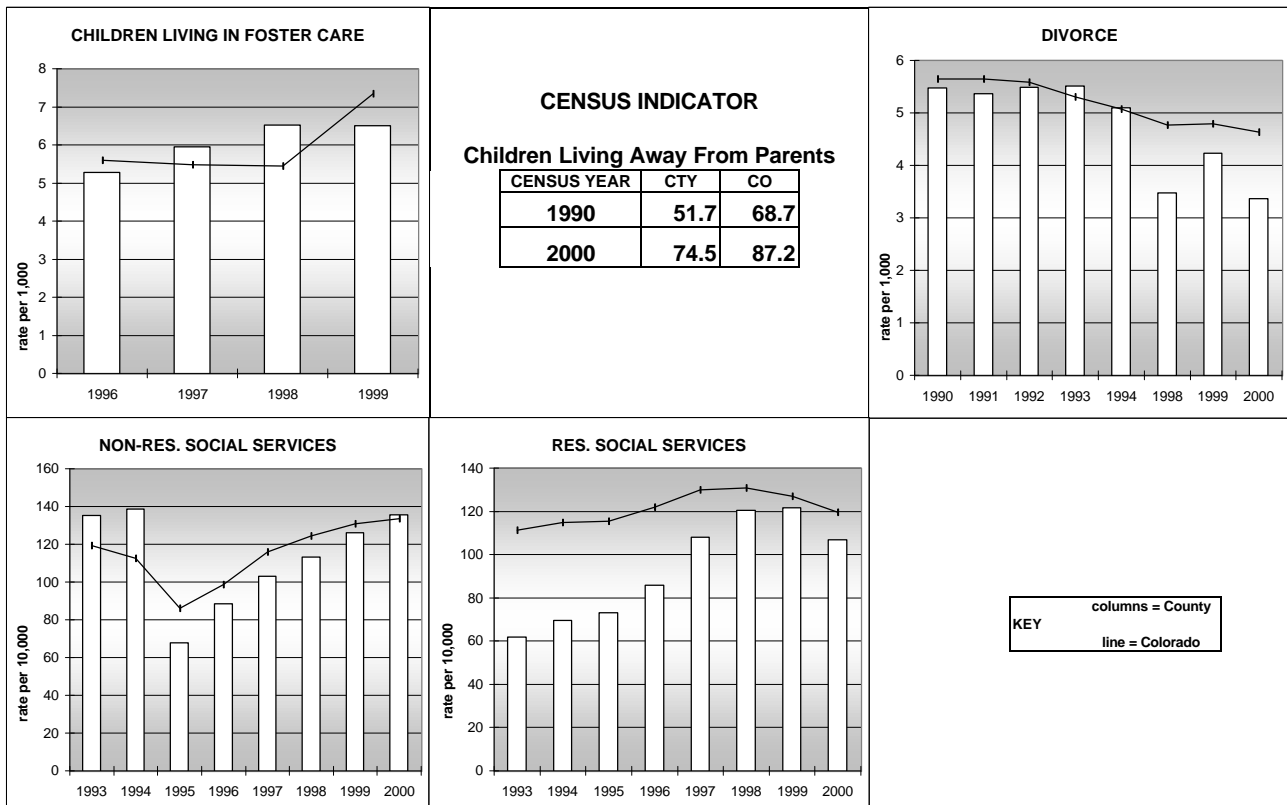 CHILDREN LIVING IN FOSTER CARE
8
7
6
5
4
3
2
1
0
rate per 1,000
1996 1997 1998 1999
CENSUS INDICATOR
Children Living Away From Parents
CENSUS YEAR CTY CO
1990 51.7 68.7
2000 74.5 87.2
DIVORCE
6
5
4
3
2
1
0
rate per 1,000
1990 1991 1992 1993 1994 1998 1999 2000
NON-RES. SOCIAL SERVICES
160
140
120
100
80
60
40
20
0
rate per 10,000
1993 1994 1995 1996 1997 1998 1999 2000
RES. SOCIAL SERVICES
140
120
100
80
60
40
20
0
rate per 10,000
1993 1994 1995 1996 1997 1998 1999 2000
columns = County
KEY
line = Colorado